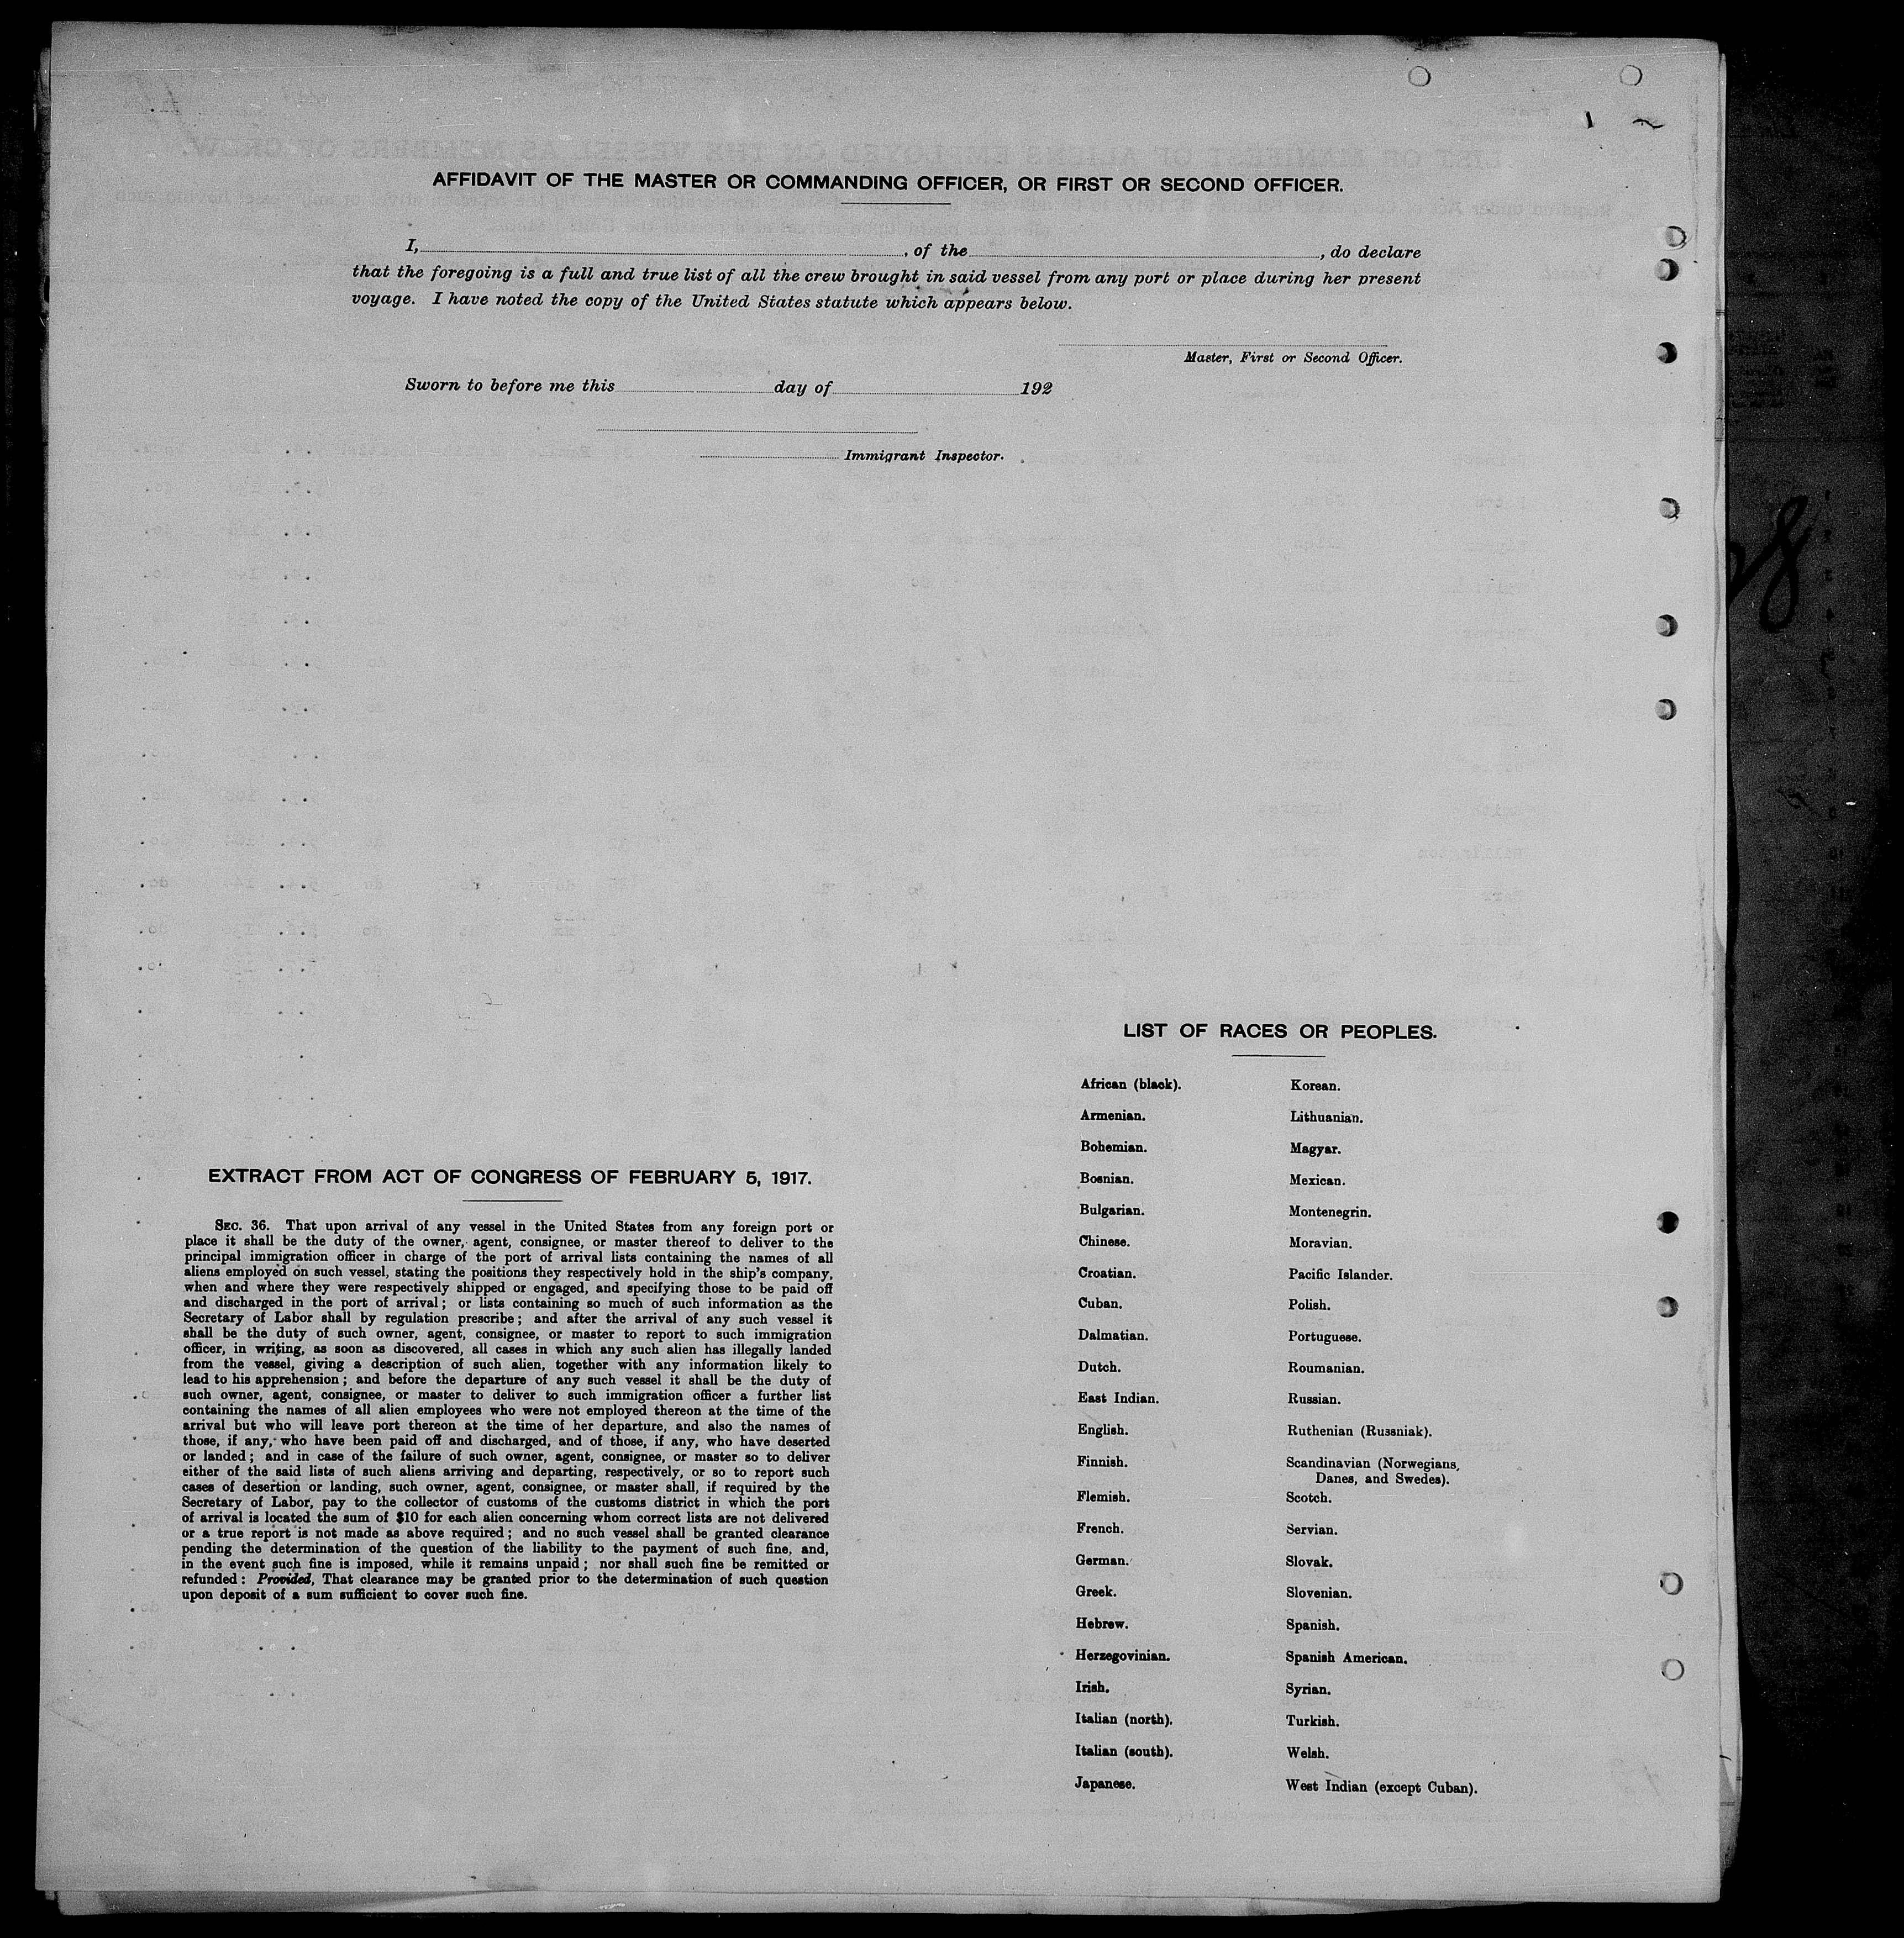 AFFIDAVIT OF THE MASTER OR COMMANDING OFFICER, OR FIRST OR SECOND OFFICER.
I, , of the , do declare
that the foregoing is a full and true list of all the crew brought in said vessel from any port or place during her present
voyage. I have noted the copy of the United States statute which appears below.
Master, First or Second Officer.
Sworn to before me this day of 192
Immigrant Inspector.
EXTRACT FROM ACT OF CONGRESS OF FEBRUARY 5, 1917.
SEC. 36. That upon arrival of any vessel in the United States from any foreign port or
place it shall be the duty of the owner, agent, consignee, or master thereof to deliver to the
principal immigration officer in charge of the port of arrival lists containing the names of all
aliens employed on such vessel, stating the positions they respectively hold in the ship's company,
when and where they were respectively shipped or engaged, and specifying those to be paid off
and discharged in the port of arrival; or lists containing so much of such information as the
Secretary of Labor shall by regulation prescribe; and after the arrival of any such vessel it
shall be the duty of such owner, agent, consignee, or master to report to such immigration
officer, in writing, as soon as discovered, all cases in which any such alien has illegally landed
from the vessel, giving a description of such alien, together with any information likely to
lead to his apprehension; and before the departure of any such vessel it shall be the duty of
such owner, agent, consignee, or master to deliver to such immigration officer a further list
containing the names of all alien employees who were not employed thereon at the time of the
arrival but who will leave port thereon at the time of her departure, and also the names of
those, if any, who have been paid off and discharged, and of those, if any, who have deserted
or landed; and in case of the failure of such owner, agent, consignee, or master so to deliver
either of the said lists of such aliens arriving and departing, respectively, or so to report such
cases of desertion or landing, such owner, agent, consignee, or master shall, if required by the
Secretary of Labor, pay to the collector of customs of the customs district in which the port
of arrival is located the sum of $10 for each alien concerning whom correct lists are not delivered
or a true report is not made as above required; and no such vessel shall be granted clearance
pending the determination of the question of the liability to the payment of such fine, and,
in the event such fine is imposed, while it remains unpaid; nor shall such fine be remitted or
refunded: Provided, That clearance may be granted prior to the determination of such question
upon deposit of a sum sufficient to cover such fine.
LIST OF RACES OR PEOPLES.
African (black).
Armenian.
Bohemian.
Bosnian.
Bulgarian.
Chinese.
Croatian.
Cuban.
Dalmatian.
Dutch.
East Indian.
English.
Finnish.
Flemish.
French.
German.
Greek.
Hebrew.
Herzegovinian.
Irish.
Italian (north).
Italian (south).
Japanese.
Korean.
Lithuanian.
Magyar.
Mexican.
Montenegrin.
Moravian.
Pacific Islander.
Polish.
Portuguese.
Roumanian.
Russian.
Ruthenian (Russniak).
Scandinavian (Norwegians,
Danes, and Swedes).
Scotch.
Servian.
Slovak.
Slovenian.
Spanish.
Spanish American.
Syrian.
Turkish.
Welsh.
West Indian (except Cuban).